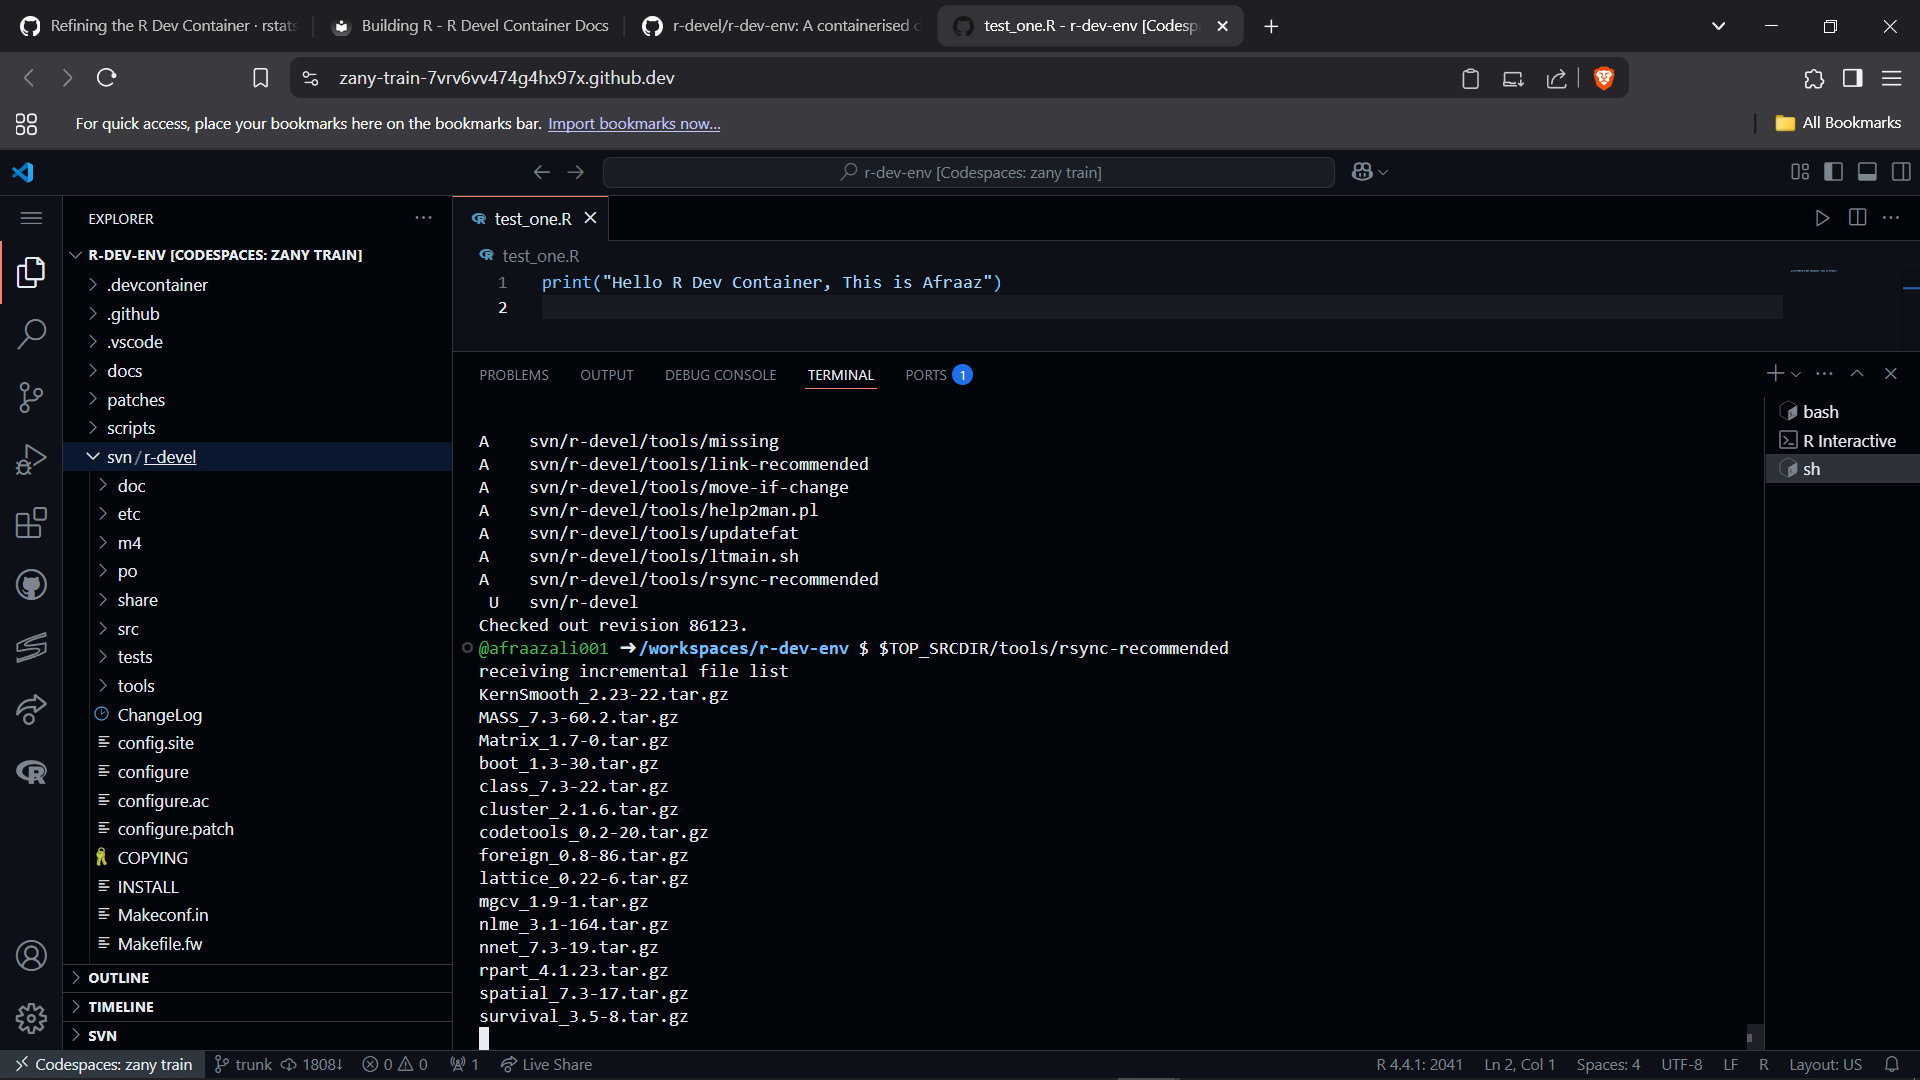 Refining the R Dev Container · rstats
Building R - R Devel Container Docs
r-devel/r-dev-env: A containerised d
test_one.R - r-dev-env [Codesp
zany-train-7vrv6vv474g4hx97x.github.dev
For quick access, place your bookmarks here on the bookmarks bar. Import bookmarks now...
All Bookmarks
r-dev-env [Codespaces: zany train]
EXPLORER
R-DEV-ENV [CODESPACES: ZANY TRAIN]
.devcontainer
.github
.vscode
docs
patches
scripts
svn / r-devel
doc
etc
m4
po
share
src
tests
tools
ChangeLog
config.site
configure
configure.ac
configure.patch
COPYING
INSTALL
Makeconf.in
Makefile.fw
OUTLINE
TIMELINE
SVN
test_one.R
test_one.R
1 print("Hello R Dev Container, This is Afraaz")
2
PROBLEMS OUTPUT DEBUG CONSOLE TERMINAL PORTS 1
A svn/r-devel/tools/missing
A svn/r-devel/tools/link-recommended
A svn/r-devel/tools/move-if-change
A svn/r-devel/tools/help2man.pl
A svn/r-devel/tools/updatefat
A svn/r-devel/tools/ltmain.sh
A svn/r-devel/tools/rsync-recommended
U svn/r-devel
Checked out revision 86123.
@afraazali001 ➜/workspaces/r-dev-env $ $TOP_SRCDIR/tools/rsync-recommended
receiving incremental file list
KernSmooth_2.23-22.tar.gz
MASS_7.3-60.2.tar.gz
Matrix_1.7-0.tar.gz
boot_1.3-30.tar.gz
class_7.3-22.tar.gz
cluster_2.1.6.tar.gz
codetools_0.2-20.tar.gz
foreign_0.8-86.tar.gz
lattice_0.22-6.tar.gz
mgcv_1.9-1.tar.gz
nlme_3.1-164.tar.gz
nnet_7.3-19.tar.gz
rpart_4.1.23.tar.gz
spatial_7.3-17.tar.gz
survival_3.5-8.tar.gz
bash
R Interactive
sh
Codespaces: zany train trunk 1808↓ 0 0 1 Live Share R 4.4.1: 2041 Ln 2, Col 1 Spaces: 4 UTF-8 LF R Layout: US